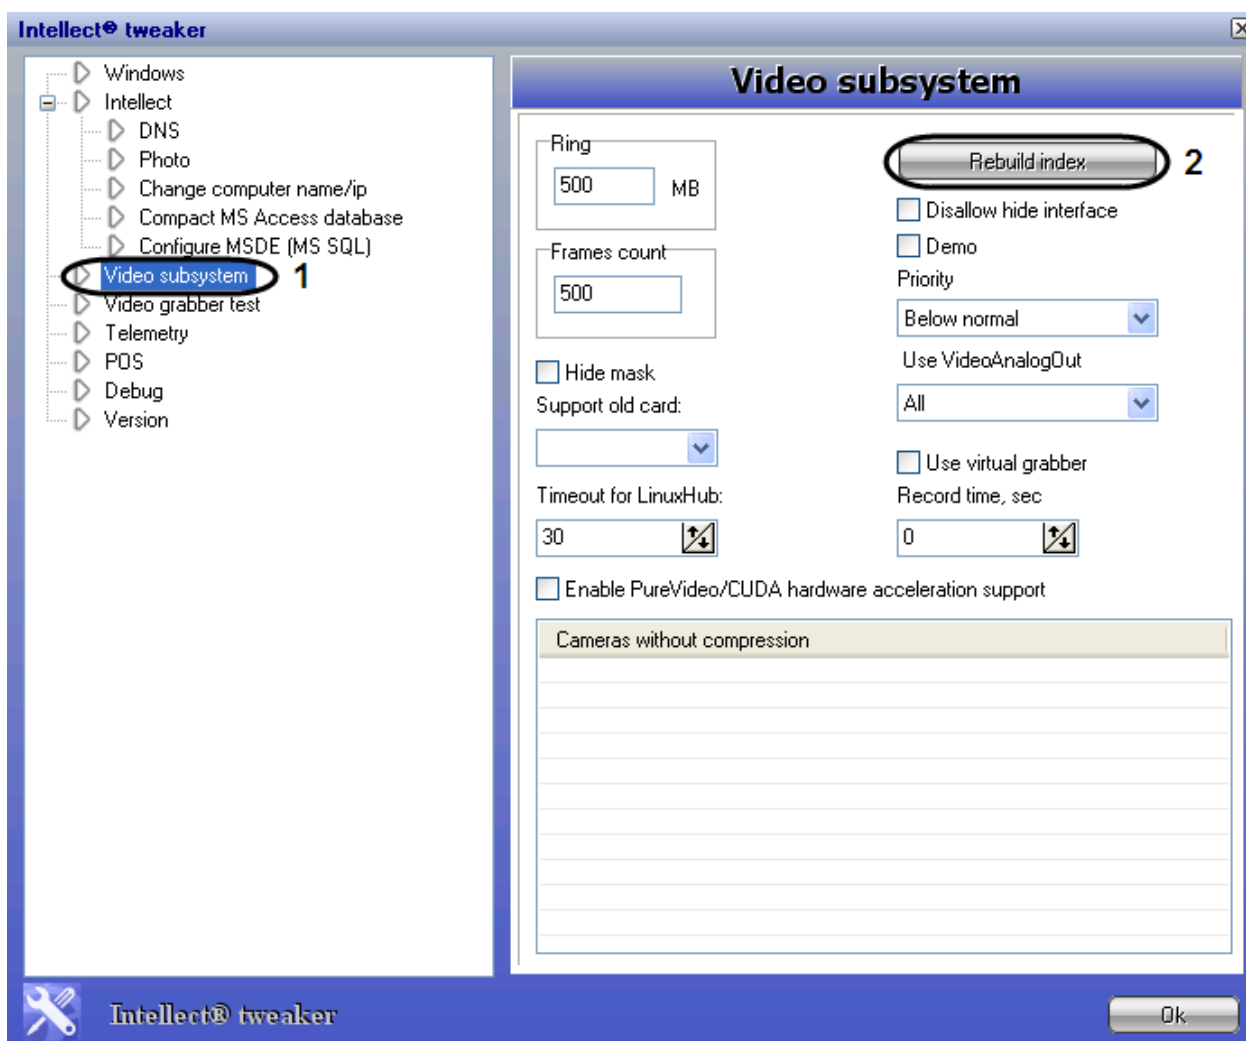 Intellect® tweaker
Windows
Intellect
DNS
Photo
Change computer name/ip
Compact MS Access database
Configure MSDE (MS SQL)
Video subsystem 1
Video grabber test
Telemetry
POS
Debug
Version
Video subsystem
Ring
500 MB
Frames count
500
Hide mask
Support old card:
Timeout for LinuxHub:
30
Rebuild index 2
Disallow hide interface
Demo
Priority
Below normal
Use VideoAnalogOut
All
Use virtual grabber
Record time, sec
0
Enable PureVideo/CUDA hardware acceleration support
Cameras without compression
Intellect® tweaker
Ok